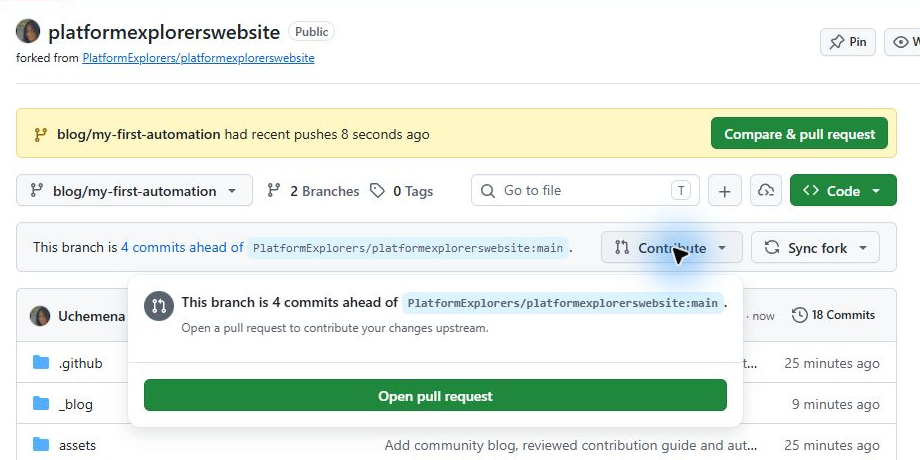 platformexplorerswebsite Public
Pin
forked from PlatformExplorers/platformexplorerswebsite
blog/my-first-automation had recent pushes 8 seconds ago
Compare & pull request
blog/my-first-automation 2 Branches 0 Tags Go to file T Code
This branch is 4 commits ahead of PlatformExplorers/platformexplorerswebsite:main . Contribute Sync fork
This branch is 4 commits ahead of PlatformExplorers/platformexplorerswebsite:main .
Open a pull request to contribute your changes upstream.
Uchemena · now 18 Commits
.github t... 25 minutes ago
Open pull request
_blog 9 minutes ago
assets Add community blog, reviewed contribution guide and aut... 25 minutes ago